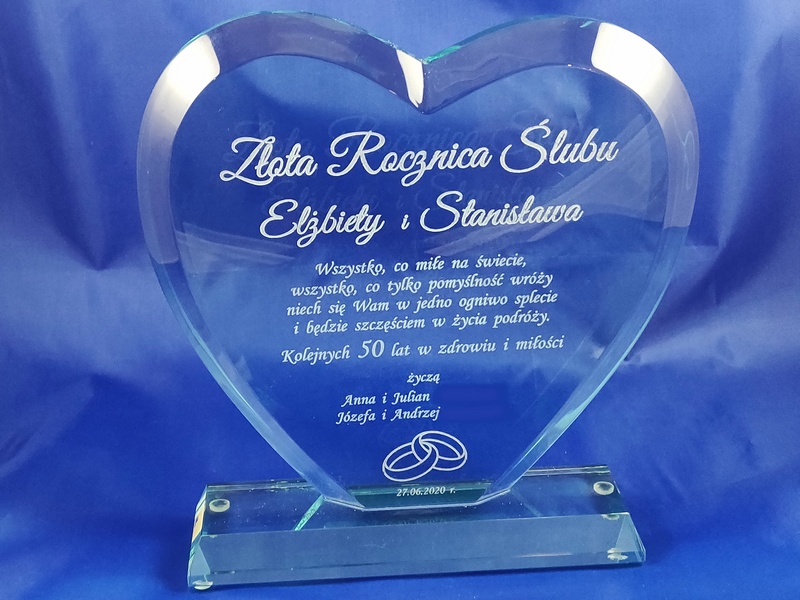 Złota Rocznica Ślubu
Elżbiety i Stanisława
Wszystko, co miłe na świecie,
wszystko, co tylko pomyślność wróży
niech się Wam w jedno ogniwo splecie
i będzie szczęściem w życia podróży.
Kolejnych 50 lat w zdrowiu i miłości
życzą
Anna i Julian
Józefa i Andrzej
27.06.2020 r.